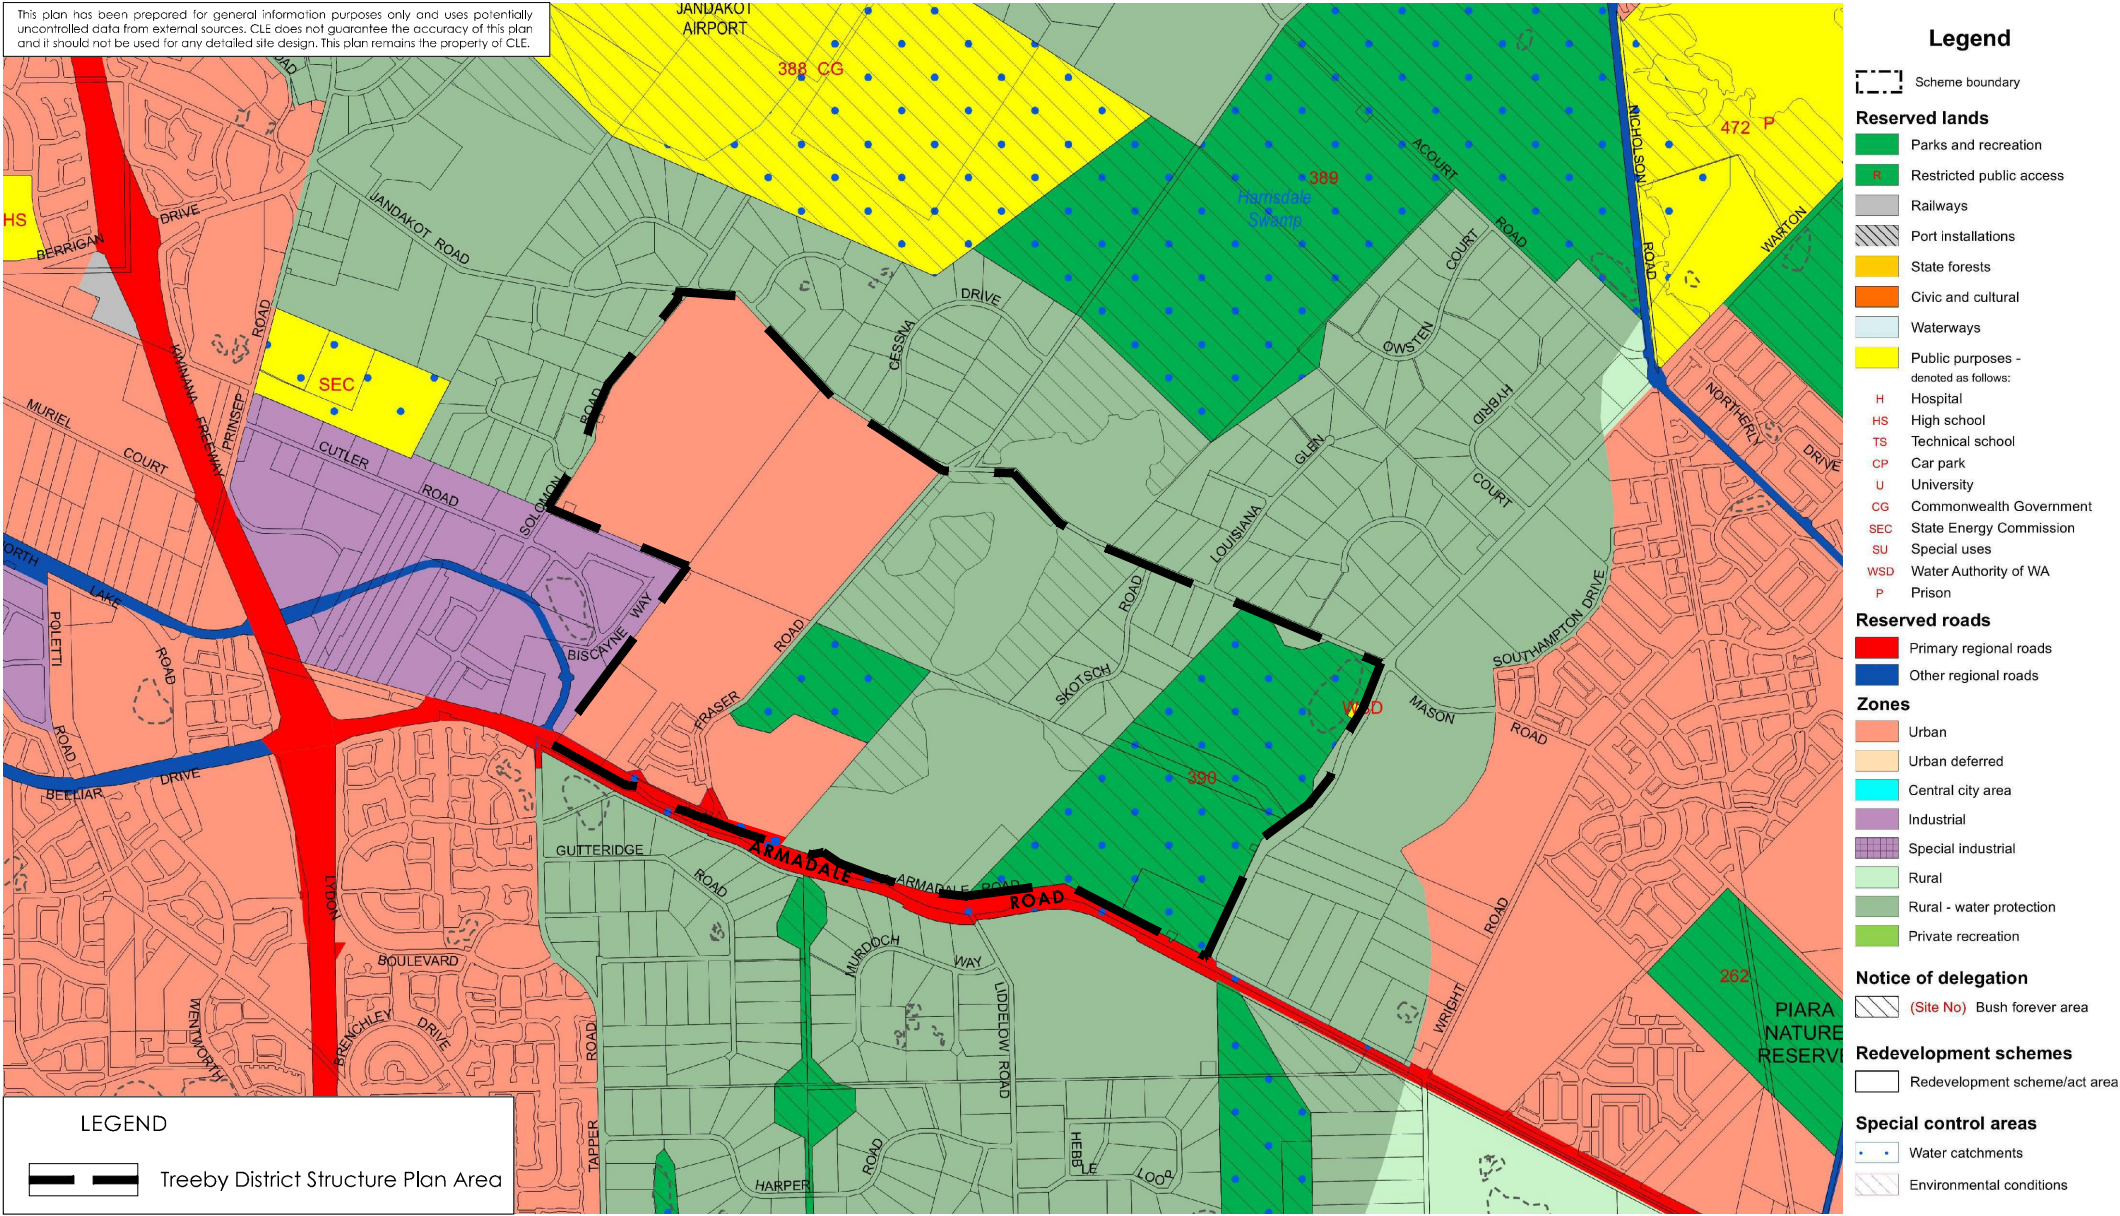 This plan has been prepared for general information purposes only and uses potentially
uncontrolled data from external sources. CLE does not guarantee the accuracy of this plan
and it should not be used for any detailed site design. This plan remains the property of CLE.
JANDAKOT
AIRPORT
388 CG
472 P
389
Harrisdale
Swamp
ACOURT
ROAD
NICHOLSON
ROAD
WARTON
HS
BERRIGAN
DRIVE
JANDAKOT ROAD
ROAD
PRINSEP
KWINANA FREEWAY
SEC
MURIEL
COURT
CUTLER
ROAD
SOLOMON
ROAD
CESSNA
DRIVE
COURT
OWSTEN
HYBRID
COURT
GLEN
LOUISIANA
NORTHERLY
DRIVE
LAKE
ROAD
POLETTI
ROAD
BISCAYNE WAY
FRASER
ROAD
SKOTSCH
ROAD
SOUTHAMPTON DRIVE
WSD
MASON
ROAD
390
BEELIAR
DRIVE
LYDON
BOULEVARD
GUTTERIDGE
ROAD
ARMADALE
ARMADALE ROAD
ROAD
MURDOCH
WAY
LIDDELOW ROAD
WENTWORTH
BRENCHLEY
DRIVE
TAPPER
ROAD
HARPER
ROAD
HEBBLE
LOOP
WRIGHT
ROAD
262
PIARA
NATURE
RESERVE
LEGEND
Treeby District Structure Plan Area
Legend
Scheme boundary
Reserved lands
Parks and recreation
R Restricted public access
Railways
Port installations
State forests
Civic and cultural
Waterways
Public purposes -
denoted as follows:
H Hospital
HS High school
TS Technical school
CP Car park
U University
CG Commonwealth Government
SEC State Energy Commission
SU Special uses
WSD Water Authority of WA
P Prison
Reserved roads
Primary regional roads
Other regional roads
Zones
Urban
Urban deferred
Central city area
Industrial
Special industrial
Rural
Rural - water protection
Private recreation
Notice of delegation
(Site No) Bush forever area
Redevelopment schemes
Redevelopment scheme/act area
Special control areas
Water catchments
Environmental conditions